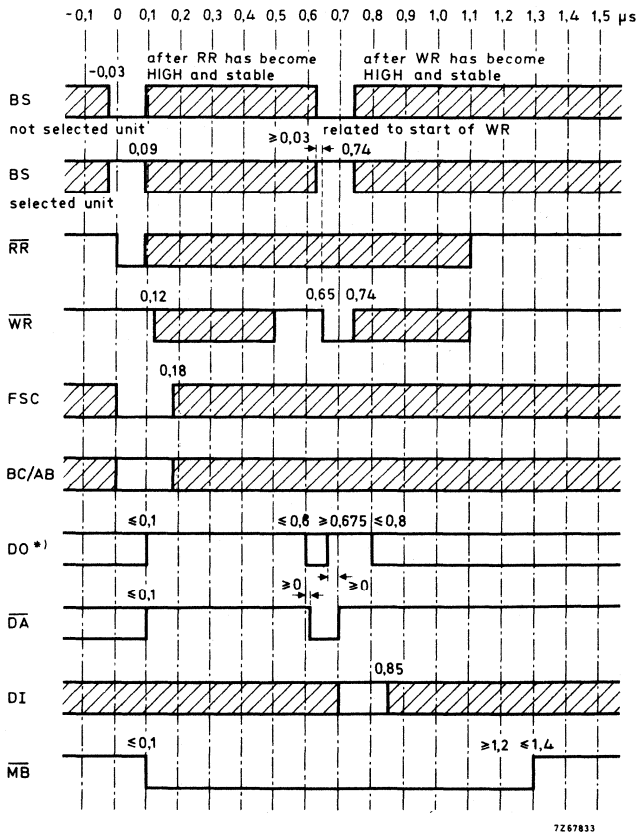 -0,1 0 0,1 0,2 0,3 0,4 0,5 0,6 0,7 0,8 0,9 1,0 1,1 1,2 1,3 1,4 1,5 µs
after RR has become HIGH and stable
after WR has become HIGH and stable
-0,03
BS
not selected unit
related to start of WR
≥0,03
0,09 0,74
BS
selected unit
RR
0,12 0,65 0,74
WR
0,18
FSC
BC/AB
≤0,1 ≤0,6 ≥0,675 ≤0,8
DO*)
≥0 ≥0
≤0,1
DA
0,85
DI
≤0,1 ≥1,2 ≤1,4
MB
7Z67833